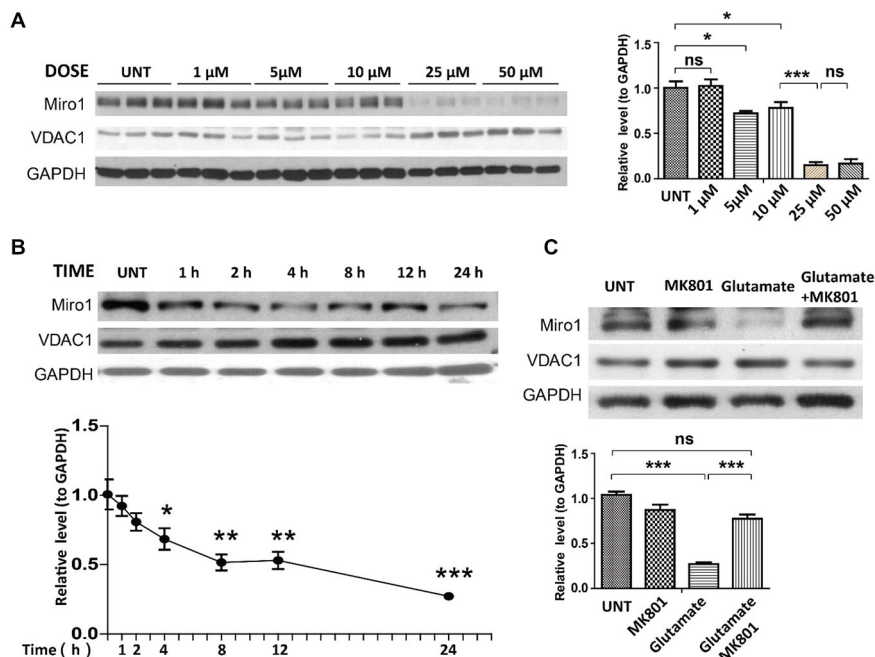 A
DOSE UNT 1 µM 5µM 10 µM 25 µM 50 µM
Miro1
VDAC1
GAPDH
Relative level (to GAPDH)
1.5
1.0
0.5
0.0
*
*
ns
***
ns
UNT 1 µM 5µM 10 µM 25 µM 50 µM
B
TIME UNT 1 h 2 h 4 h 8 h 12 h 24 h
Miro1
VDAC1
GAPDH
Relative level (to GAPDH)
1.5
1.0
0.5
0.0
* ** ** ***
Time ( h ) 1 2 4 8 12 24
C
UNT MK801 Glutamate Glutamate
+MK801
Miro1
VDAC1
GAPDH
Relative level (to GAPDH)
1.5
1.0
0.5
0.0
ns
*** ***
UNT MK801 Glutamate Glutamate
MK801